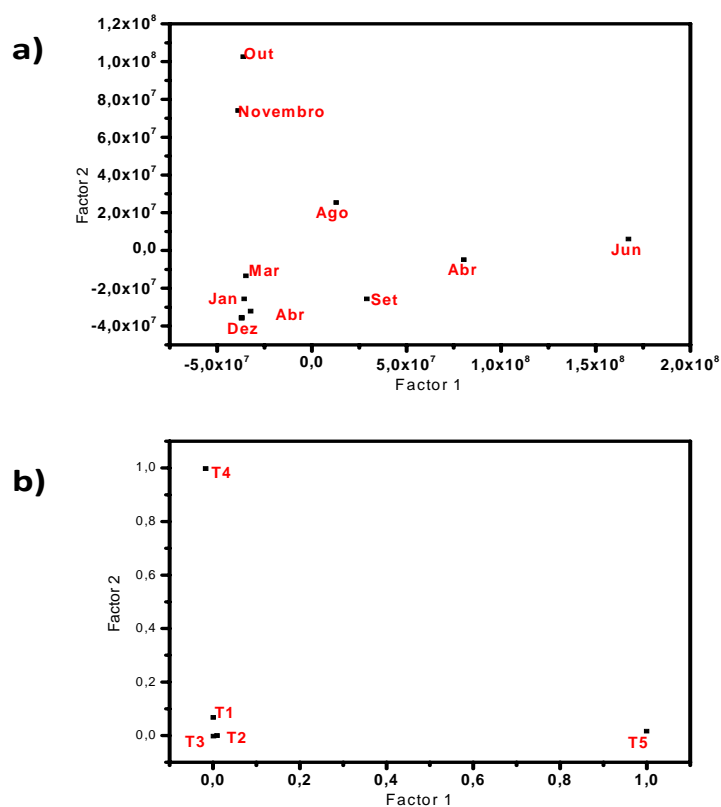 a)
1,2x10⁸
1,0x10⁸
8,0x10⁷
6,0x10⁷
4,0x10⁷
2,0x10⁷
0,0
-2,0x10⁷
-4,0x10⁷
Factor 2
Out
Novembro
Ago
Jun
Abr
Mar
Jan
Set
Abr
Dez
-5,0x10⁷ 0,0 5,0x10⁷ 1,0x10⁸ 1,5x10⁸ 2,0x10⁸
Factor 1
b)
1,0
0,8
0,6
0,4
0,2
0,0
Factor 2
T4
T1
T3 T2
T5
0,0 0,2 0,4 0,6 0,8 1,0
Factor 1